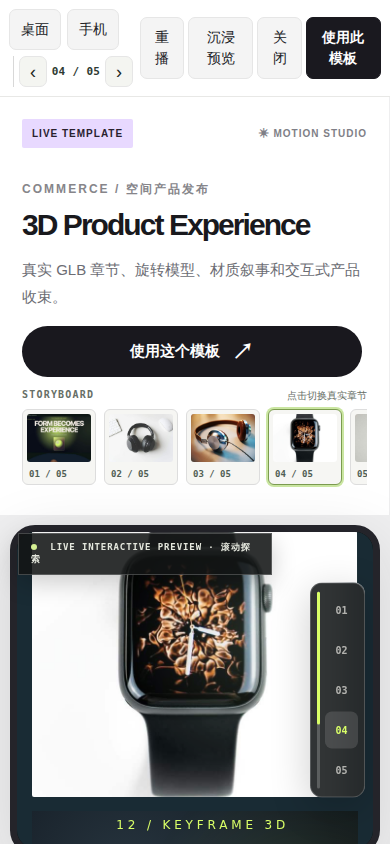 桌面
手机
‹ 04 / 05 ›
重播
沉浸预览
关闭
使用此模板
LIVE TEMPLATE
✷ MOTION STUDIO
COMMERCE / 空间产品发布
3D Product Experience
真实 GLB 章节、旋转模型、材质叙事和交互式产品
收束。
使用这个模板 ↗
STORYBOARD
点击切换真实章节
FORM BECOMES
EXPERIENCE
01 / 05
02 / 05
03 / 05
04 / 05
05
LIVE INTERACTIVE PREVIEW · 滚动探
索
01
02
03
04
05
12 / KEYFRAME 3D